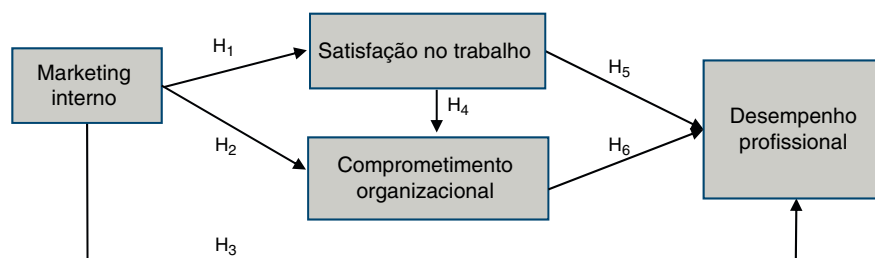 H₁
Satisfação no trabalho
Marketing
interno
H₅
H₄
Desempenho
profissional
H₂
Comprometimento
organizacional
H₆
H₃